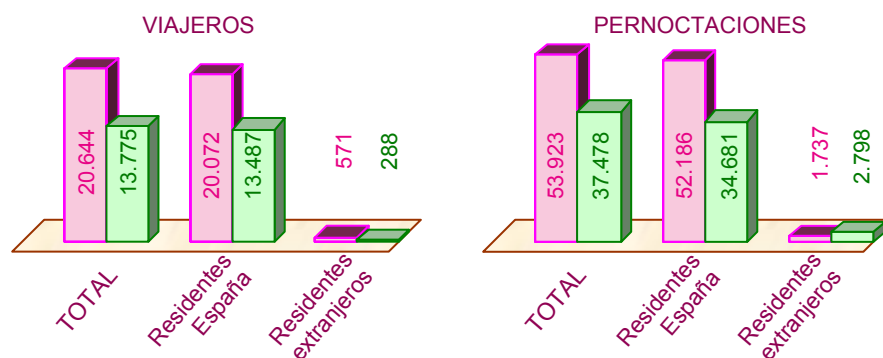 VIAJEROS
20.644
13.775
20.072
13.487
571
288
TOTAL
Residentes
España
Residentes
extranjeros
PERNOCTACIONES
53.923
37.478
52.186
34.681
1.737
2.798
TOTAL
Residentes
España
Residentes
extranjeros